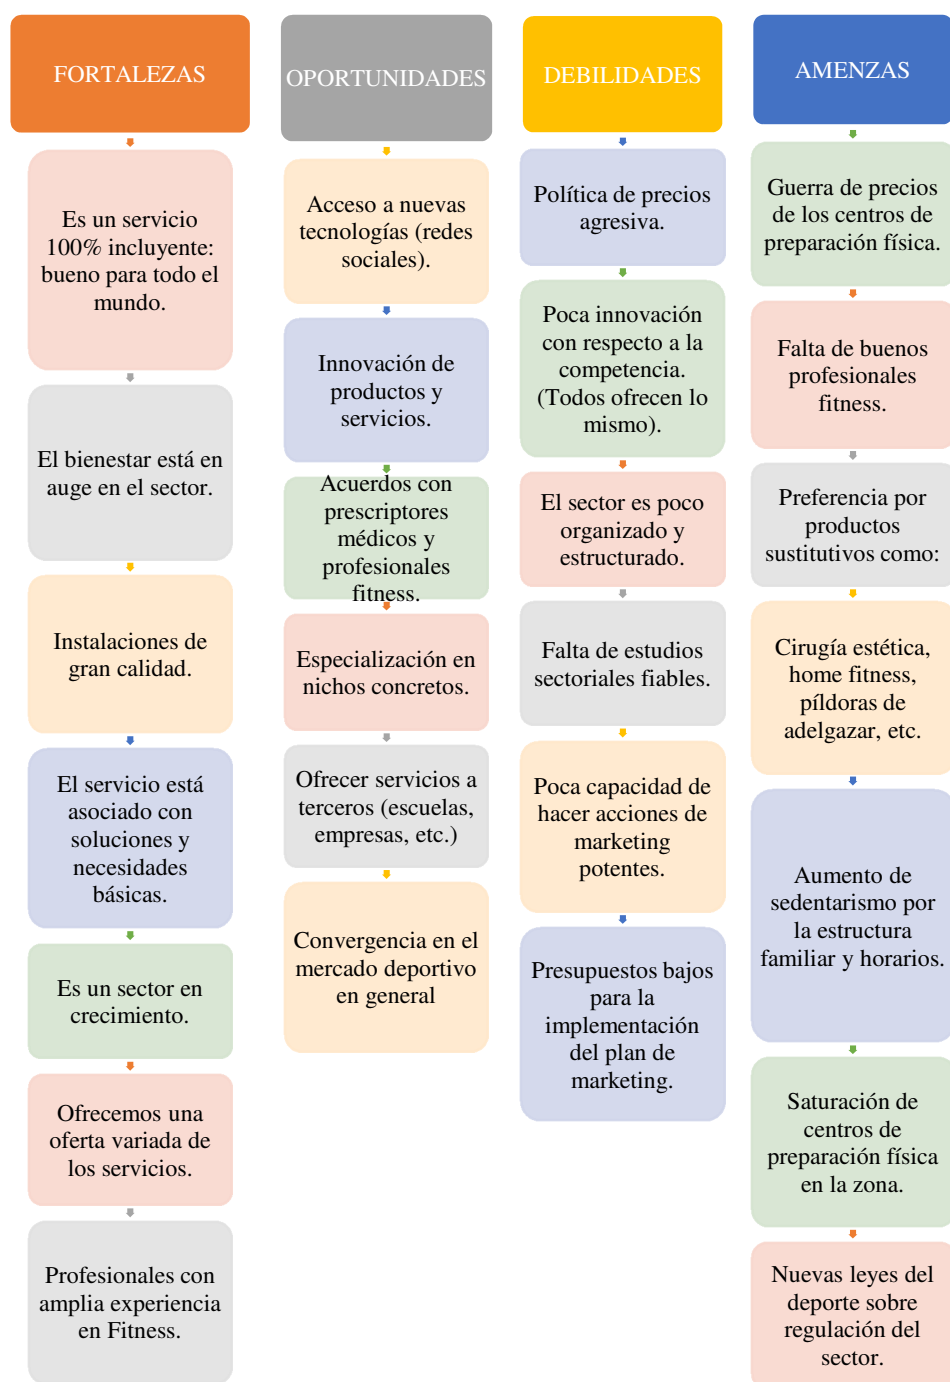 FORTALEZAS
Es un servicio
100% incluyente:
bueno para todo el
mundo.
El bienestar está en
auge en el sector.
Instalaciones de
gran calidad.
El servicio está
asociado con
soluciones y
necesidades
básicas.
Es un sector en
crecimiento.
Ofrecemos una
oferta variada de
los servicios.
Profesionales con
amplia experiencia
en Fitness.
OPORTUNIDADES
Acceso a nuevas
tecnologías (redes
sociales).
Innovación de
productos y
servicios.
Acuerdos con
prescriptores
médicos y
profesionales
fitness.
Especialización en
nichos concretos.
Ofrecer servicios a
terceros (escuelas,
empresas, etc.)
Convergencia en el
mercado deportivo
en general
DEBILIDADES
Política de precios
agresiva.
Poca innovación
con respecto a la
competencia.
(Todos ofrecen lo
mismo).
El sector es poco
organizado y
estructurado.
Falta de estudios
sectoriales fiables.
Poca capacidad de
hacer acciones de
marketing
potentes.
Presupuestos bajos
para la
implementación
del plan de
marketing.
AMENZAS
Guerra de precios
de los centros de
preparación física.
Falta de buenos
profesionales
fitness.
Preferencia por
productos
sustitutivos como:
Cirugía estética,
home fitness,
píldoras de
adelgazar, etc.
Aumento de
sedentarismo por
la estructura
familiar y horarios.
Saturación de
centros de
preparación física
en la zona.
Nuevas leyes del
deporte sobre
regulación del
sector.